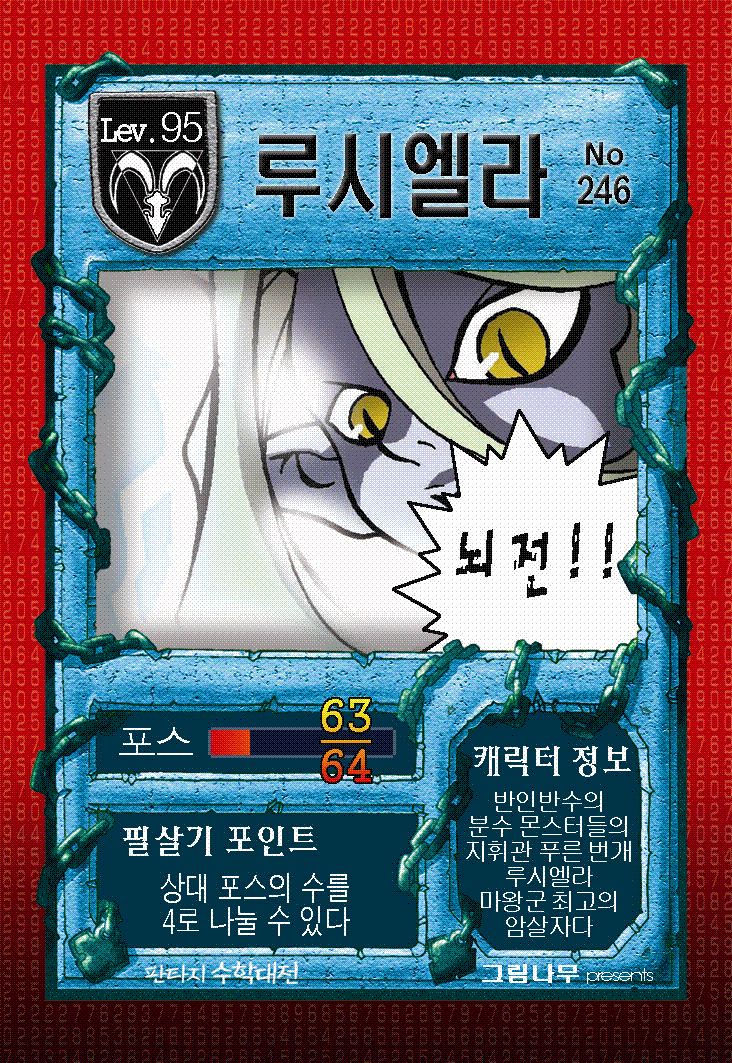 Lev. 95
루시엘라
No
246
뇌전!!
포스
63
64
캐릭터 정보
반인반수의
분수 몬스터들의
지휘관 푸른 번개
루시엘라
마왕군 최고의
암살자다
필살기 포인트
상대 포스의 수를
4로 나눌 수 있다
판타지 수학대전
그림나무 presents